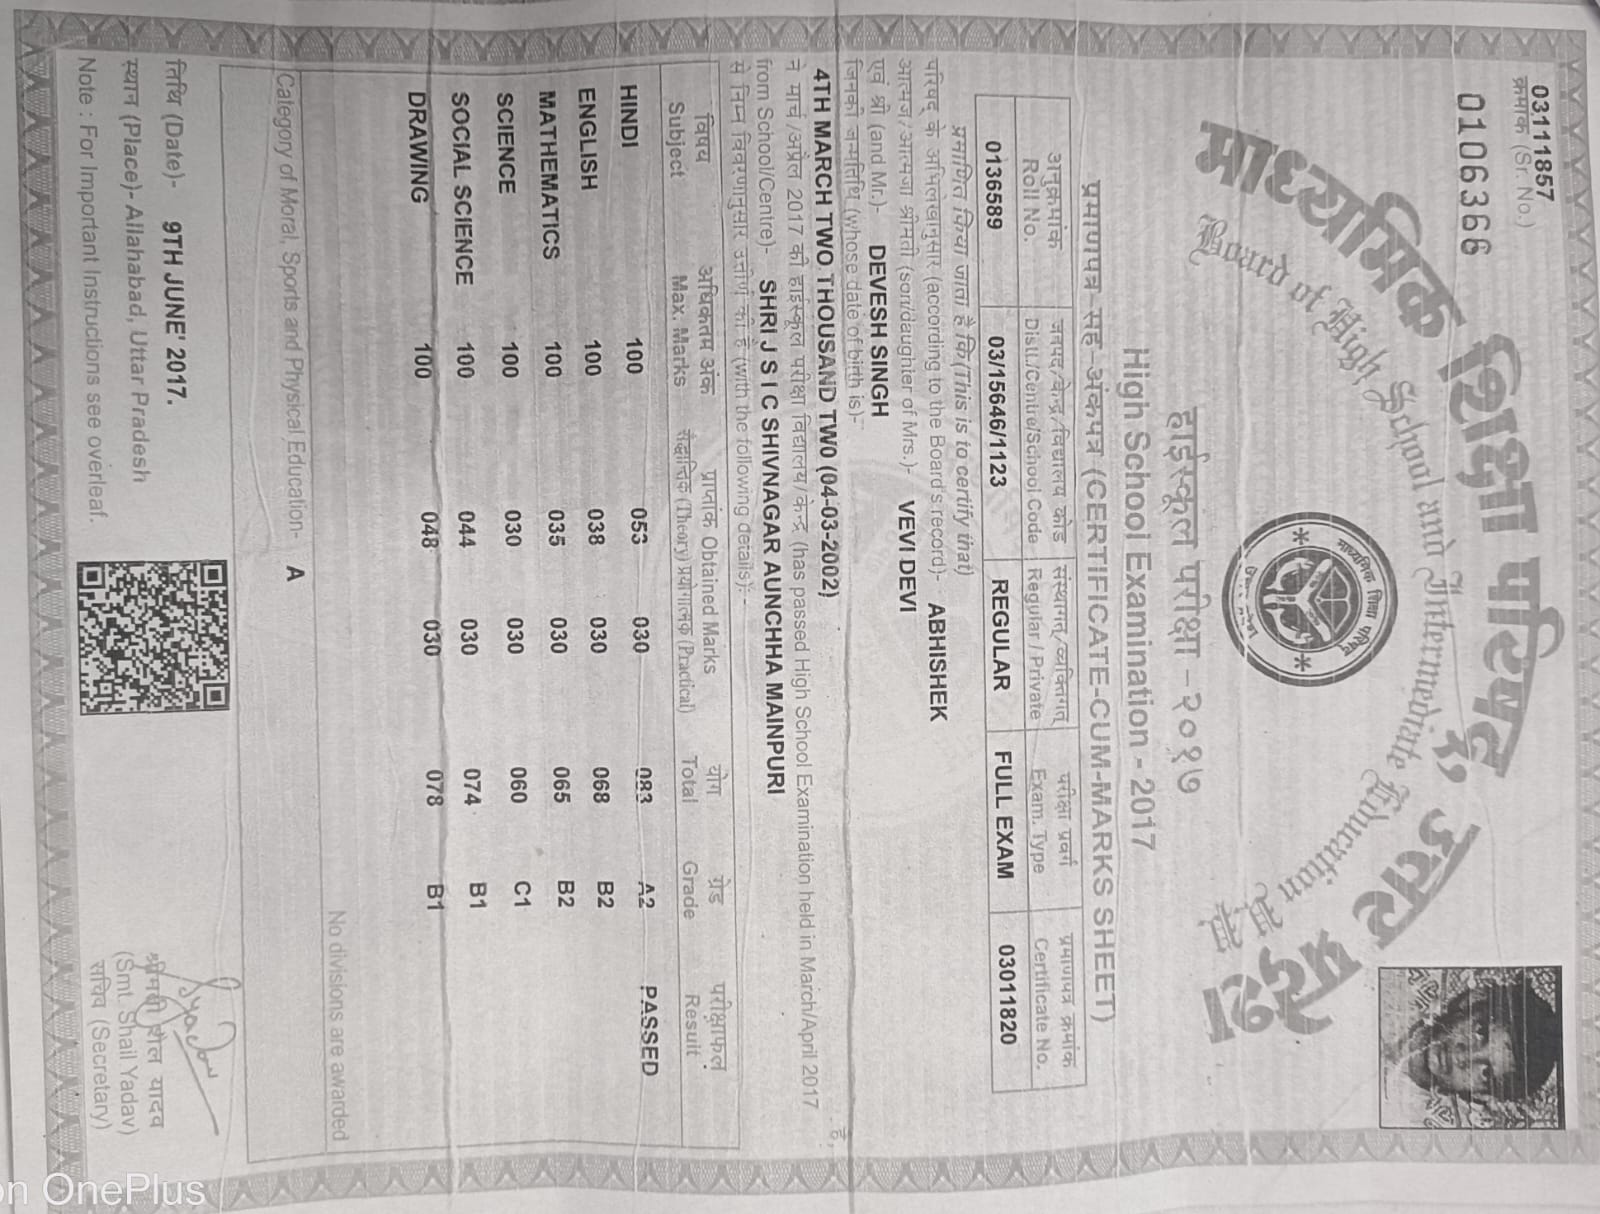 03111857
क्रमांक (Sr. No.)
0106366
माध्यमिक शिक्षा परिषद्, उत्तर प्रदेश
Board of High School and Intermediate Education
हाईस्कूल परीक्षा – २०१७
High School Examination - 2017
प्रमाणपत्र–सह–अंकपत्र (CERTIFICATE-CUM-MARKS SHEET)
अनुक्रमांक जनपद/केन्द्र/विद्यालय कोड संस्थागत/व्यक्तिगत परीक्षा प्रवर्ग प्रमाणपत्र क्रमांक
Roll No. Distt./Centre/School Code Regular / Private Exam. Type Certificate No.
0136589 03/15646/1123 REGULAR FULL EXAM 03011820
प्रमाणित किया जाता है कि (This is to certify that)
परिषद् के अभिलेखानुसार (according to the Board's record)- ABHISHEK
आत्मज/आत्मजा श्रीमती (son/daughter of Mrs.)- VEVI DEVI
एवं श्री (and Mr.)- DEVESH SINGH
जिनकी जन्मतिथि (whose date of birth is)-
4TH MARCH TWO THOUSAND TWO (04-03-2002)
ने मार्च/अप्रैल 2017 की हाईस्कूल परीक्षा विद्यालय/केन्द्र (has passed High School Examination held in March/April 2017
from School/Centre)- SHRI J S I C SHIVNAGAR AUNCHHA MAINPURI
से निम्न विवरणानुसार उत्तीर्ण की है (with the following details):-
विषय अधिकतम अंक प्राप्तांक Obtained Marks योग ग्रेड परीक्षाफल
Subject Max. Marks सैद्धान्तिक (Theory) प्रयोगात्मक (Practical) Total Grade Result
HINDI 100 053 030 083 A2 PASSED
ENGLISH 100 038 030 068 B2
MATHEMATICS 100 035 030 065 B2
SCIENCE 100 030 030 060 C1
SOCIAL SCIENCE 100 044 030 074 B1
DRAWING 100 048 030 078 B1
No divisions are awarded
Category of Moral, Sports and Physical Education- A
तिथि (Date)- 9TH JUNE' 2017.
स्थान (Place)- Allahabad, Uttar Pradesh
Note : For Important Instructions see overleaf.
श्रीमती शैल यादव
(Smt. Shail Yadav)
सचिव (Secretary)
on OnePlus